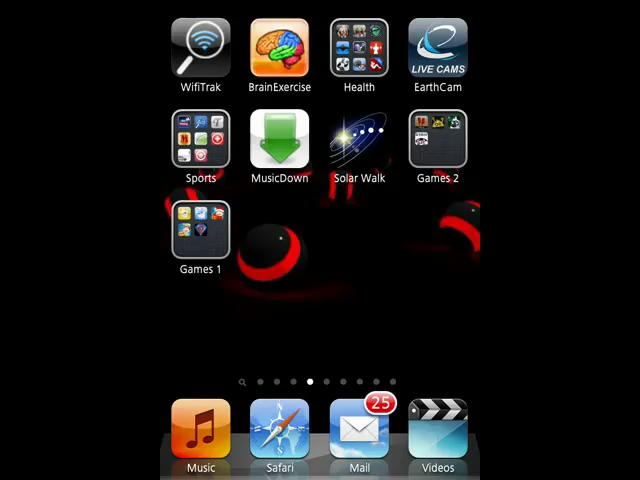 LIVE CAMS
WifiTrak BrainExercise Health EarthCam
Sports MusicDown Solar Walk Games 2
Games 1
25
Music Safari Mail Videos